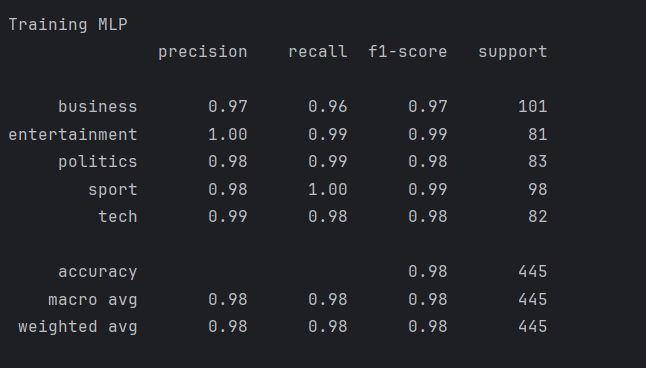 Training MLP
precision recall f1-score support
business 0.97 0.96 0.97 101
entertainment 1.00 0.99 0.99 81
politics 0.98 0.99 0.98 83
sport 0.98 1.00 0.99 98
tech 0.99 0.98 0.98 82
accuracy 0.98 445
macro avg 0.98 0.98 0.98 445
weighted avg 0.98 0.98 0.98 445